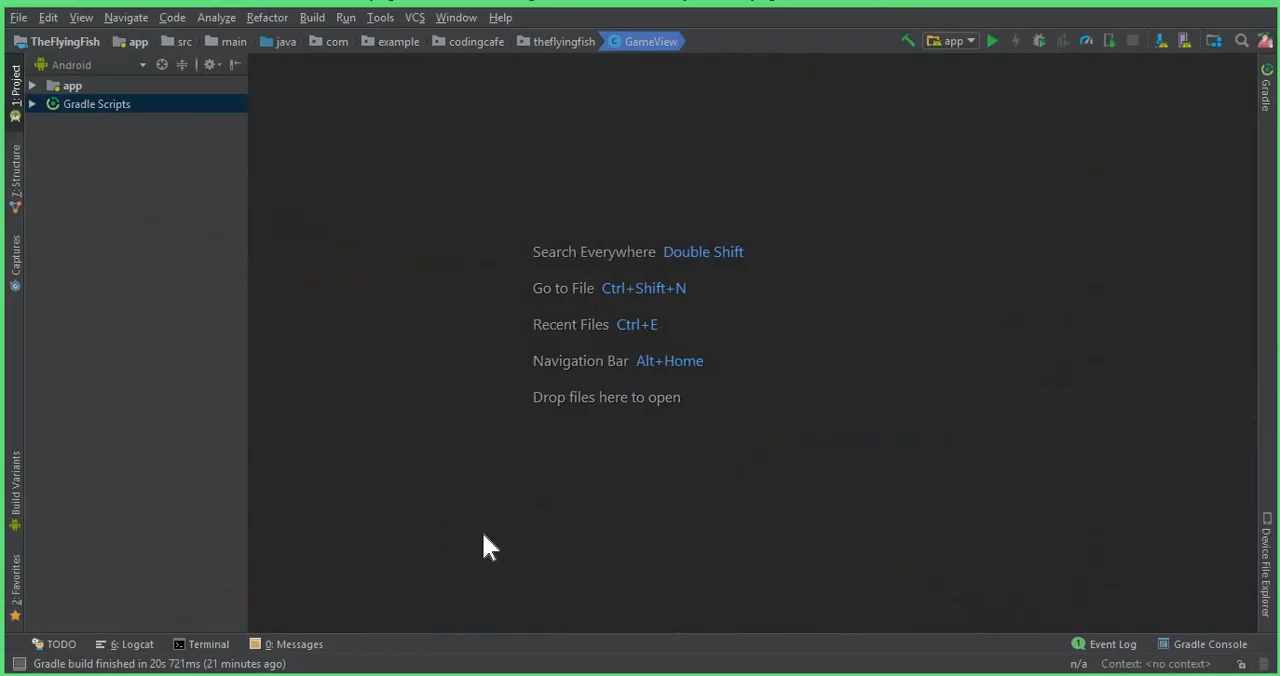 File Edit View Navigate Code Analyze Refactor Build Run Tools VCS Window Help
TheFlyingFish app src main java com example codingcafe theflyingfish GameView app
Android
app
Gradle Scripts
1: Project
7: Structure
Captures
Build Variants
2: Favorites
Search Everywhere Double Shift
Go to File Ctrl+Shift+N
Recent Files Ctrl+E
Navigation Bar Alt+Home
Drop files here to open
Gradle
Device File Explorer
TODO 6: Logcat Terminal 0: Messages 1 Event Log Gradle Console
Gradle build finished in 20s 721ms (21 minutes ago) n/a Context: <no context>